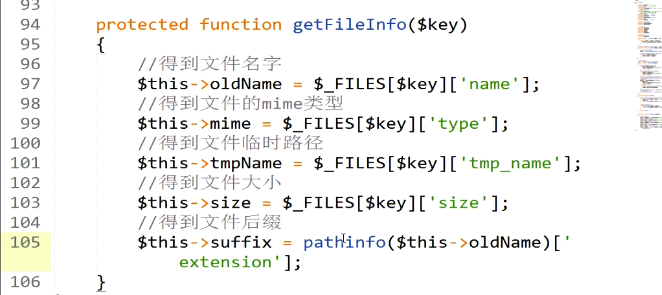 93
94 protected function getFileInfo($key)
95 {
96 //得到文件名字
97 $this->oldName = $_FILES[$key]['name'];
98 //得到文件的mime类型
99 $this->mime = $_FILES[$key]['type'];
100 //得到文件临时路径
101 $this->tmpName = $_FILES[$key]['tmp_name'];
102 //得到文件大小
103 $this->size = $_FILES[$key]['size'];
104 //得到文件后缀
105 $this->suffix = pathinfo($this->oldName)['
extension'];
106 }